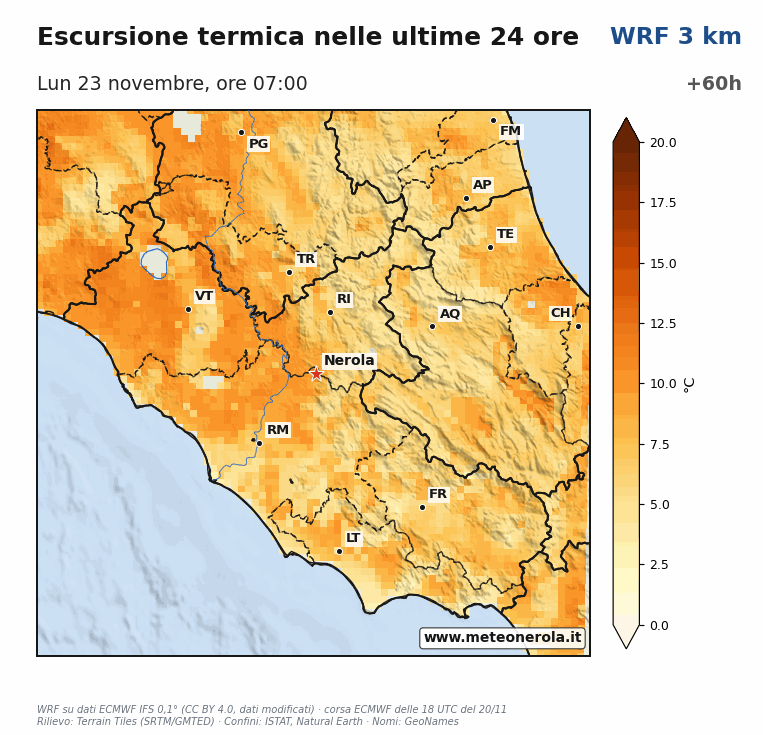 Escursione termica nelle ultime 24 ore WRF 3 km
Lun 23 novembre, ore 07:00 +60h
FM
PG
AP
TE
TR
VT
RI
AQ
CH
Nerola
RM
FR
LT
www.meteonerola.it
20.0
17.5
15.0
12.5
10.0
7.5
5.0
2.5
0.0
°C
WRF su dati ECMWF IFS 0,1° (CC BY 4.0, dati modificati) · corsa ECMWF delle 18 UTC del 20/11
Rilievo: Terrain Tiles (SRTM/GMTED) · Confini: ISTAT, Natural Earth · Nomi: GeoNames